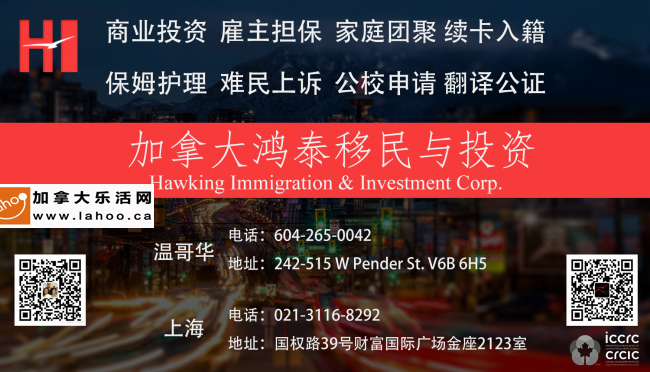 HI
商业投资 雇主担保 家庭团聚 续卡入籍
保姆护理 难民上诉 公校申请 翻译公证
加拿大鸿泰移民与投资
Hawking Immigration & Investment Corp.
lahoo
加拿大乐活网
www.lahoo.ca
温哥华
电话：604-265-0042
地址：242-515 W Pender St. V6B 6H5
上海
电话：021-3116-8292
地址：国权路39号财富国际广场金座2123室
iccrc
crcic